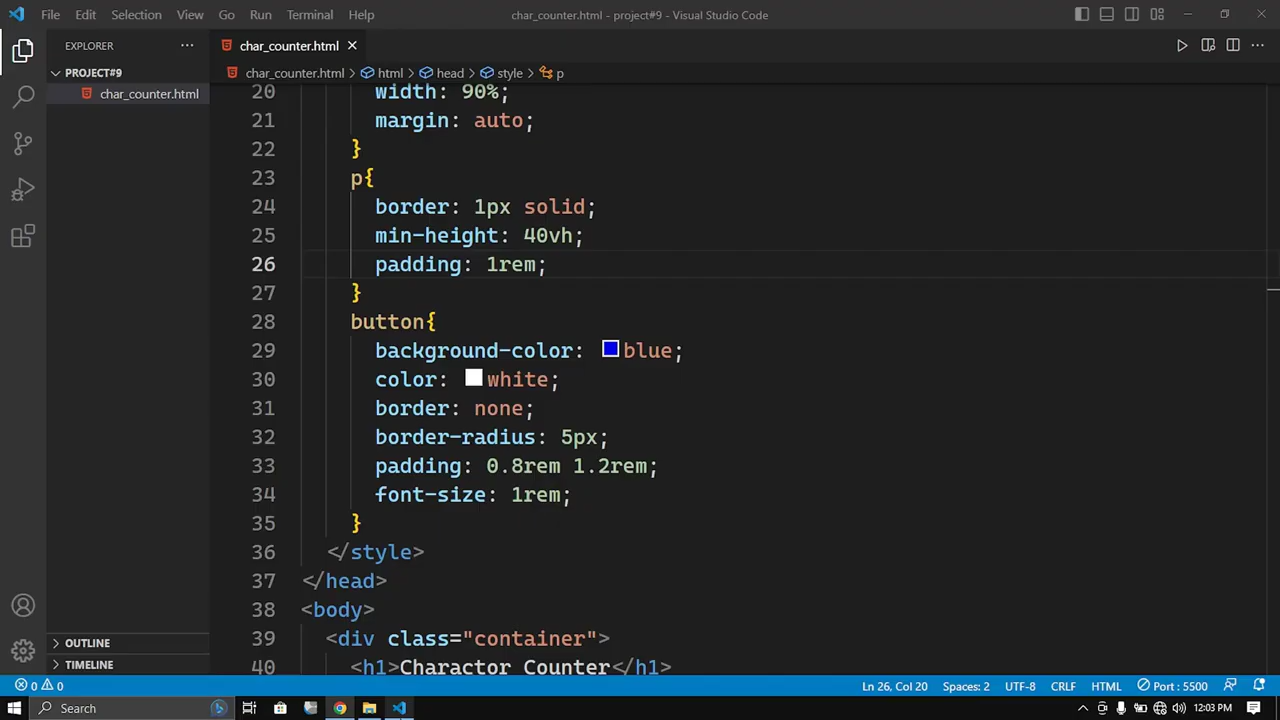 File Edit Selection View Go Run Terminal Help
char_counter.html - project#9 - Visual Studio Code
EXPLORER
char_counter.html
PROJECT#9
char_counter.html > html > head > style > p
char_counter.html
20 width: 90%;
21 margin: auto;
22 }
23 p{
24 border: 1px solid;
25 min-height: 40vh;
26 padding: 1rem;
27 }
28 button{
29 background-color: blue;
30 color: white;
31 border: none;
32 border-radius: 5px;
33 padding: 0.8rem 1.2rem;
34 font-size: 1rem;
35 }
36 </style>
37 </head>
38 <body>
39 <div class="container">
40 <h1>Charactor Counter</h1>
OUTLINE
TIMELINE
0 0 Ln 26, Col 20 Spaces: 2 UTF-8 CRLF HTML Port : 5500
Search 12:03 PM